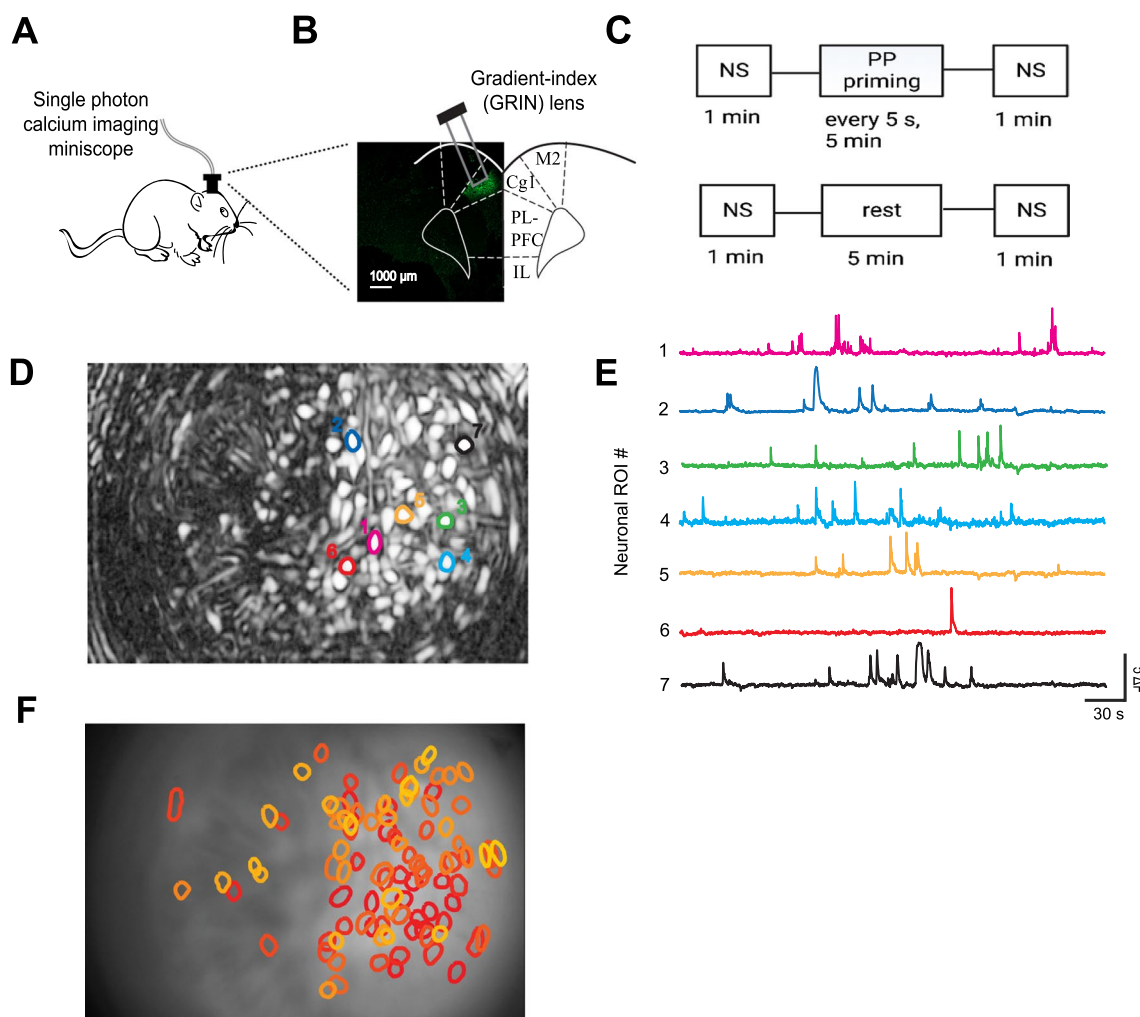 A
Single photon
calcium imaging
miniscope
B
Gradient-index
(GRIN) lens
M2
Cg1
PL-
PFC
IL
1000 µm
C
NS
PP
priming
NS
1 min
every 5 s,
5 min
1 min
NS
rest
NS
1 min
5 min
1 min
D
2
7
5
3
1
6
4
E
Neuronal ROI #
1
2
3
4
5
6
7
30 s
F